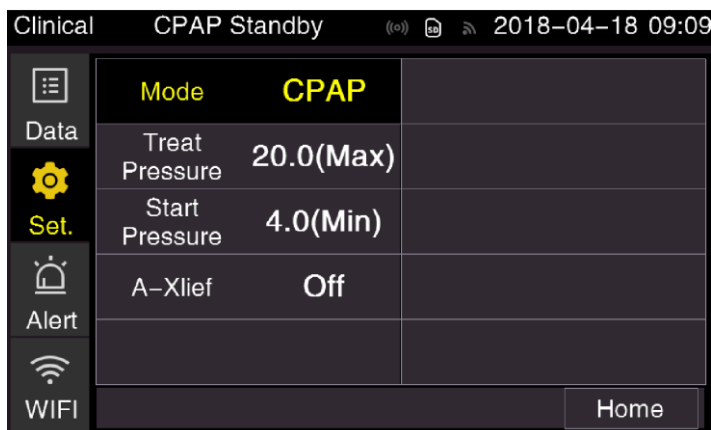 Clinical CPAP Standby SD 2018-04-18 09:09
Data
Set.
Alert
WIFI
Mode CPAP
Treat
Pressure 20.0(Max)
Start
Pressure 4.0(Min)
A-Xlief Off
Home